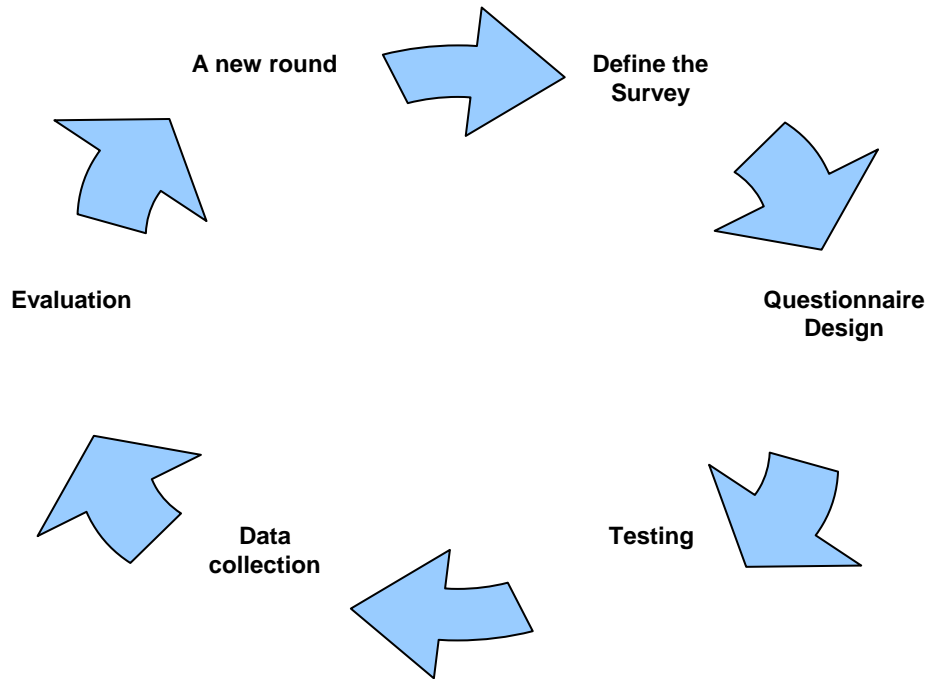 A new round
Define the
Survey
Questionnaire
Design
Testing
Data
collection
Evaluation